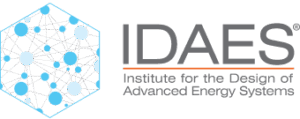 IDAES®
Institute for the Design of
Advanced Energy Systems